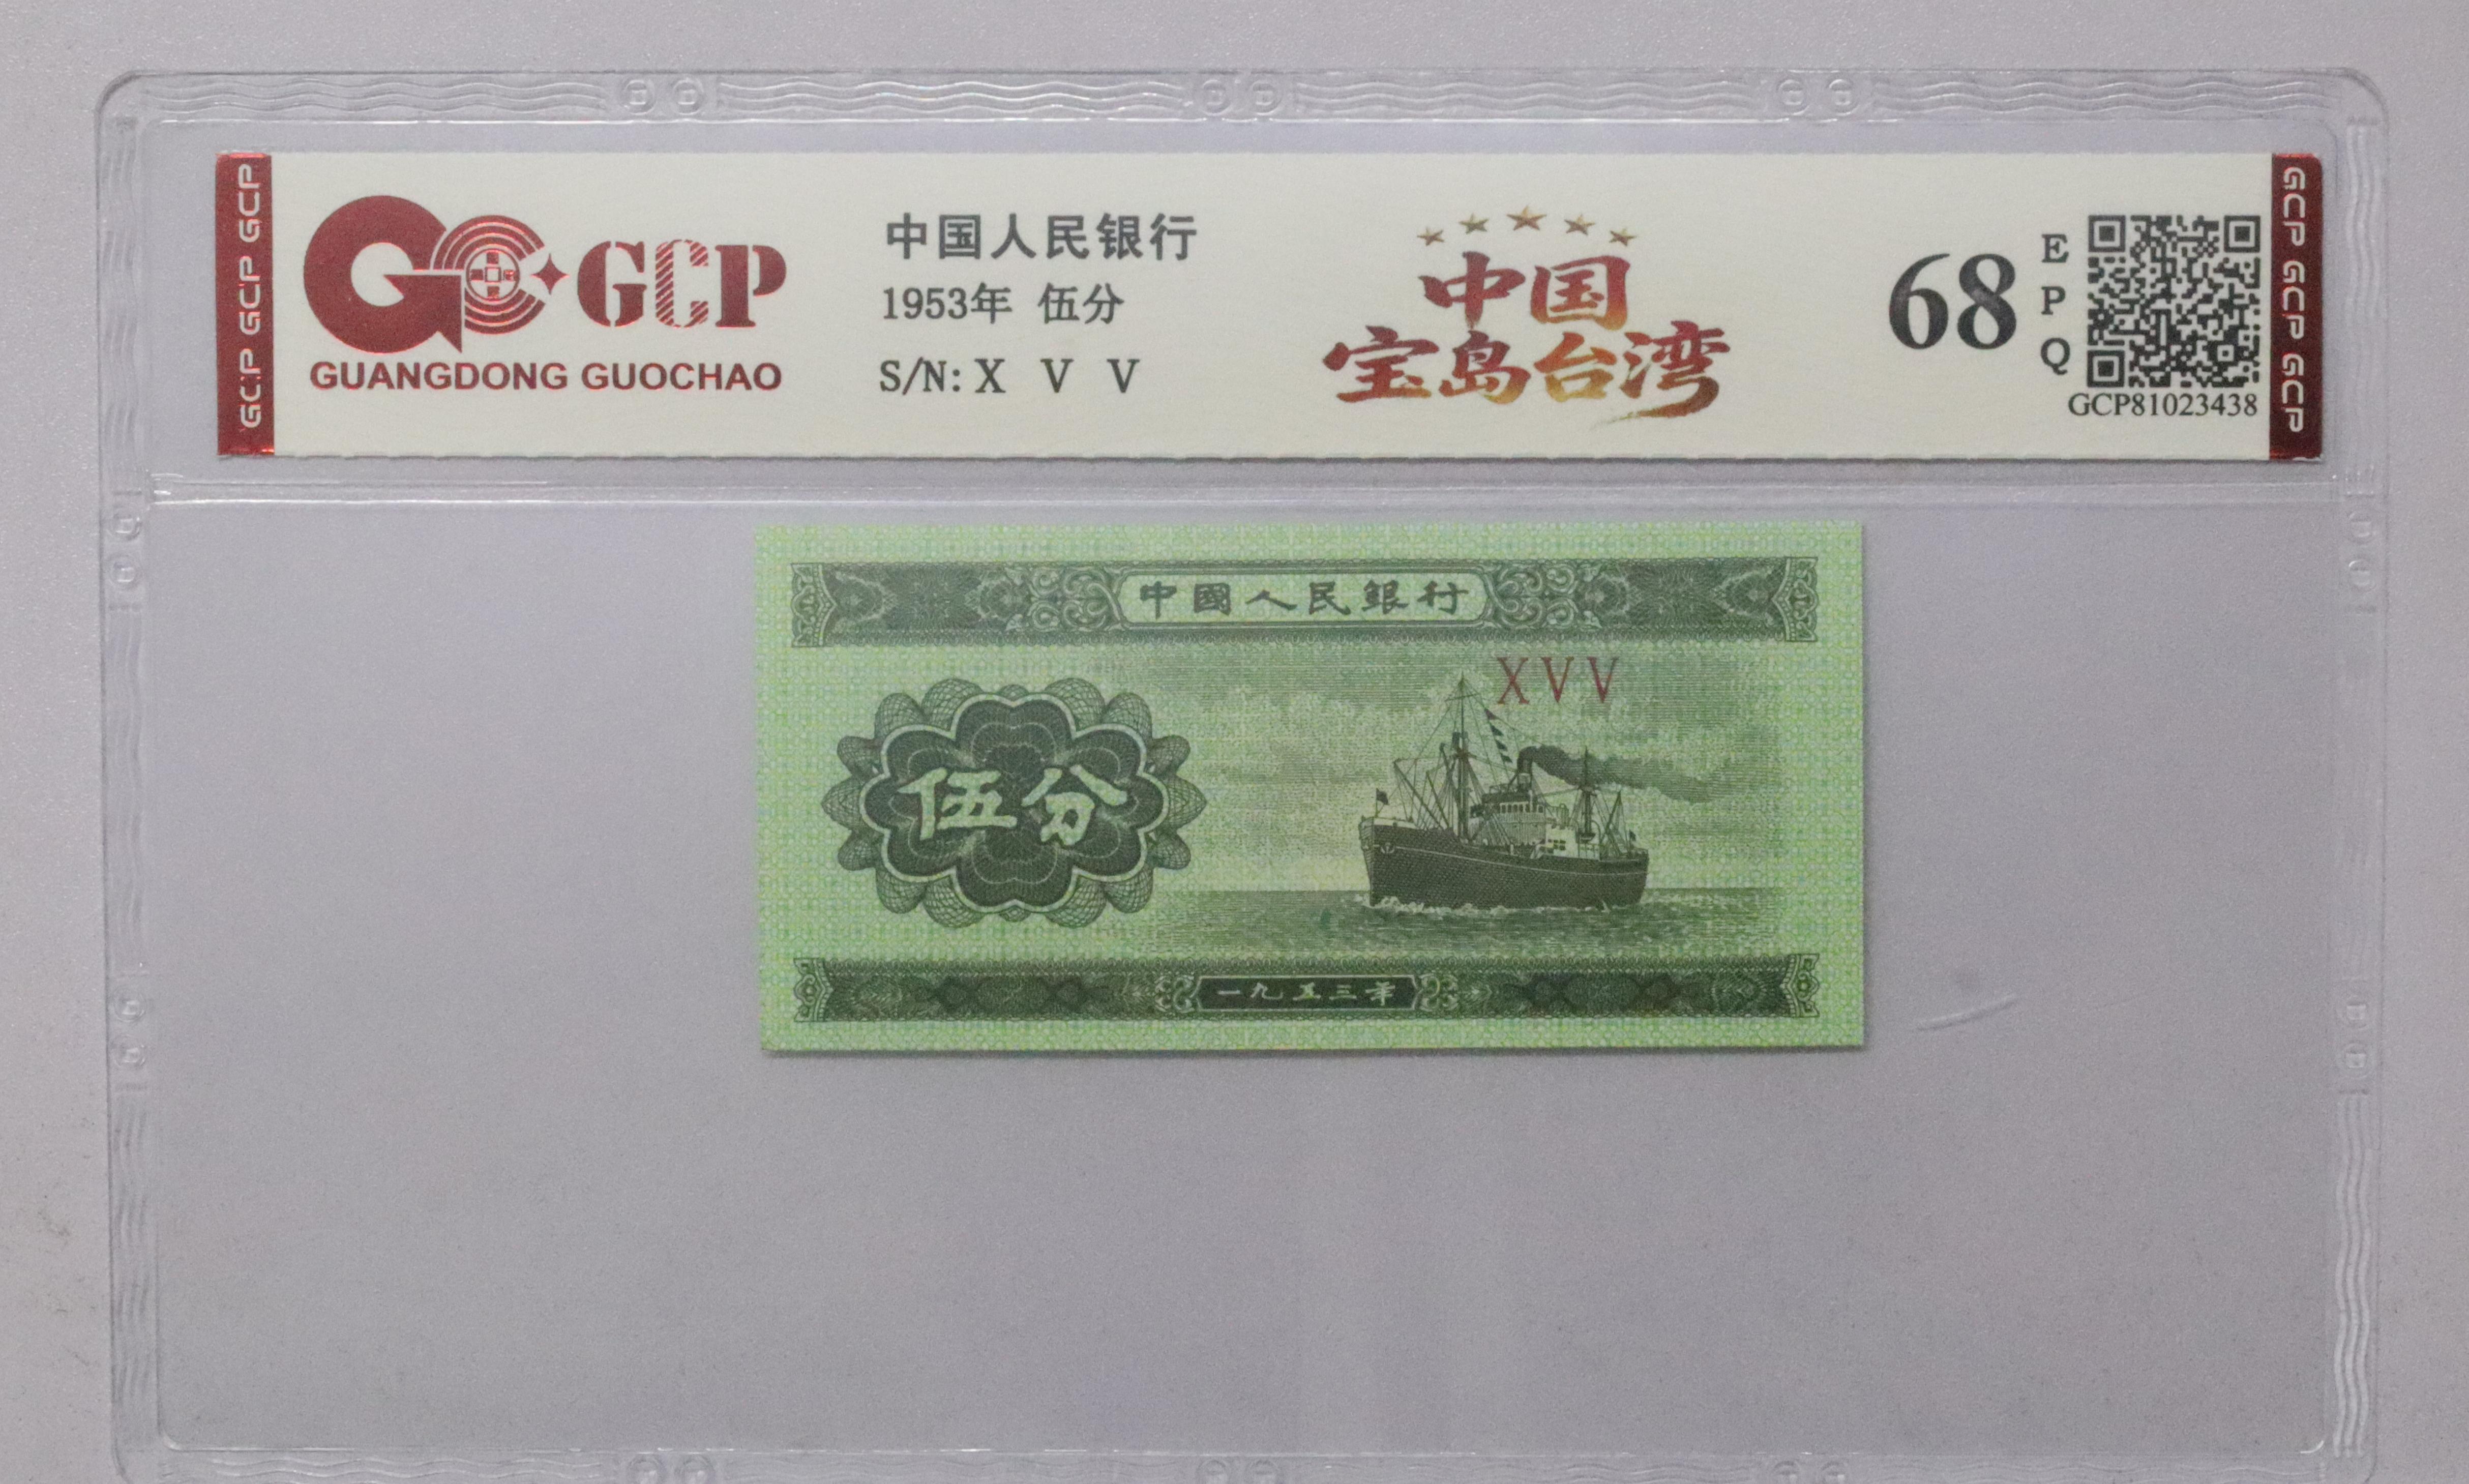 GCP GCP GCP
GCP
GUANGDONG GUOCHAO
中国人民银行
1953年 伍分
S/N: X V V
中国
宝岛台湾
68
E
P
Q
GCP81023438
GCP GCP GCP
中國人民銀行
XVV
伍分
一九五三年